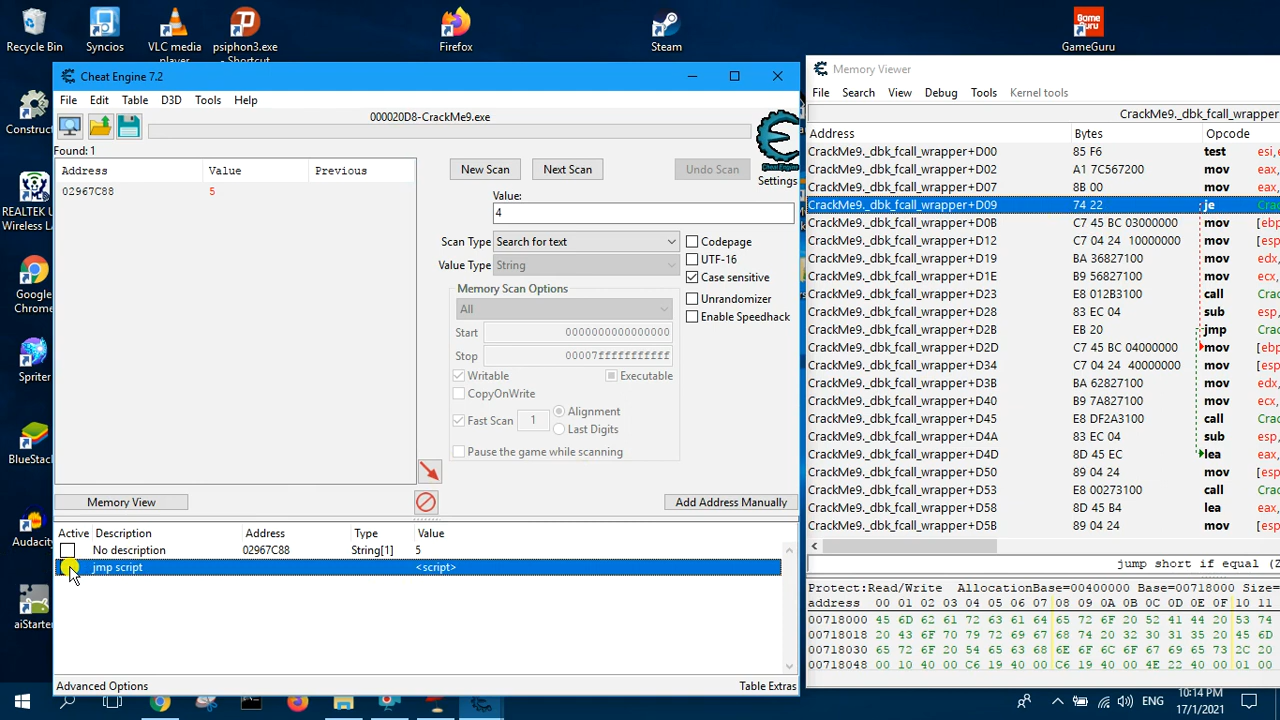 Recycle Bin
Syncios
VLC media
player
psiphon3.exe
- Shortcut
Firefox
Steam
GameGuru
Construct
REALTEK U
Wireless LA
Google
Chrome
Spriter
BlueStack
Audacity
aiStarter
Cheat Engine 7.2
File Edit Table D3D Tools Help
000020D8-CrackMe9.exe
Found: 1
Address Value Previous
02967C88 5
New Scan Next Scan Undo Scan
Settings
Value:
4
Scan Type Search for text
Value Type String
Memory Scan Options
All
Start 0000000000000000
Stop 00007fffffffffff
Writable Executable
CopyOnWrite
Fast Scan 1 Alignment
Last Digits
Pause the game while scanning
Codepage
UTF-16
Case sensitive
Unrandomizer
Enable Speedhack
Memory View
Add Address Manually
Active Description Address Type Value
No description 02967C88 String[1] 5
jmp script <script>
Advanced Options
Table Extras
Memory Viewer
File Search View Debug Tools Kernel tools
CrackMe9._dbk_fcall_wrapper
Address Bytes Opcode
CrackMe9._dbk_fcall_wrapper+D00 85 F6 test esi,
CrackMe9._dbk_fcall_wrapper+D02 A1 7C567200 mov eax,
CrackMe9._dbk_fcall_wrapper+D07 8B 00 mov eax,
CrackMe9._dbk_fcall_wrapper+D09 74 22 je Crac
CrackMe9._dbk_fcall_wrapper+D0B C7 45 BC 03000000 mov [ebp
CrackMe9._dbk_fcall_wrapper+D12 C7 04 24 10000000 mov [esp
CrackMe9._dbk_fcall_wrapper+D19 BA 36827100 mov edx,
CrackMe9._dbk_fcall_wrapper+D1E B9 56827100 mov ecx,
CrackMe9._dbk_fcall_wrapper+D23 E8 012B3100 call Crac
CrackMe9._dbk_fcall_wrapper+D28 83 EC 04 sub esp,
CrackMe9._dbk_fcall_wrapper+D2B EB 20 jmp Crac
CrackMe9._dbk_fcall_wrapper+D2D C7 45 BC 04000000 mov [ebp
CrackMe9._dbk_fcall_wrapper+D34 C7 04 24 40000000 mov [esp
CrackMe9._dbk_fcall_wrapper+D3B BA 62827100 mov edx,
CrackMe9._dbk_fcall_wrapper+D40 B9 7A827100 mov ecx,
CrackMe9._dbk_fcall_wrapper+D45 E8 DF2A3100 call Crac
CrackMe9._dbk_fcall_wrapper+D4A 83 EC 04 sub esp,
CrackMe9._dbk_fcall_wrapper+D4D 8D 45 EC lea eax,
CrackMe9._dbk_fcall_wrapper+D50 89 04 24 mov [esp
CrackMe9._dbk_fcall_wrapper+D53 E8 00273100 call Crac
CrackMe9._dbk_fcall_wrapper+D58 8D 45 B4 lea eax,
CrackMe9._dbk_fcall_wrapper+D5B 89 04 24 mov [esp
jump short if equal (Z
Protect:Read/Write AllocationBase=00400000 Base=00718000 Size=
address 00 01 02 03 04 05 06 07 08 09 0A 0B 0C 0D 0E 0F 10 11
00718000 45 6D 62 61 72 63 61 64 65 72 6F 20 52 41 44 20 53 74
00718018 20 43 6F 70 79 72 69 67 68 74 20 32 30 31 35 20 45 6D
00718030 65 72 6F 20 54 65 63 68 6E 6F 6C 6F 67 69 65 73 2C 20
00718048 00 10 40 00 C6 19 40 00 C6 19 40 00 4E 22 40 00 01 00
ENG
10:14 PM
17/1/2021